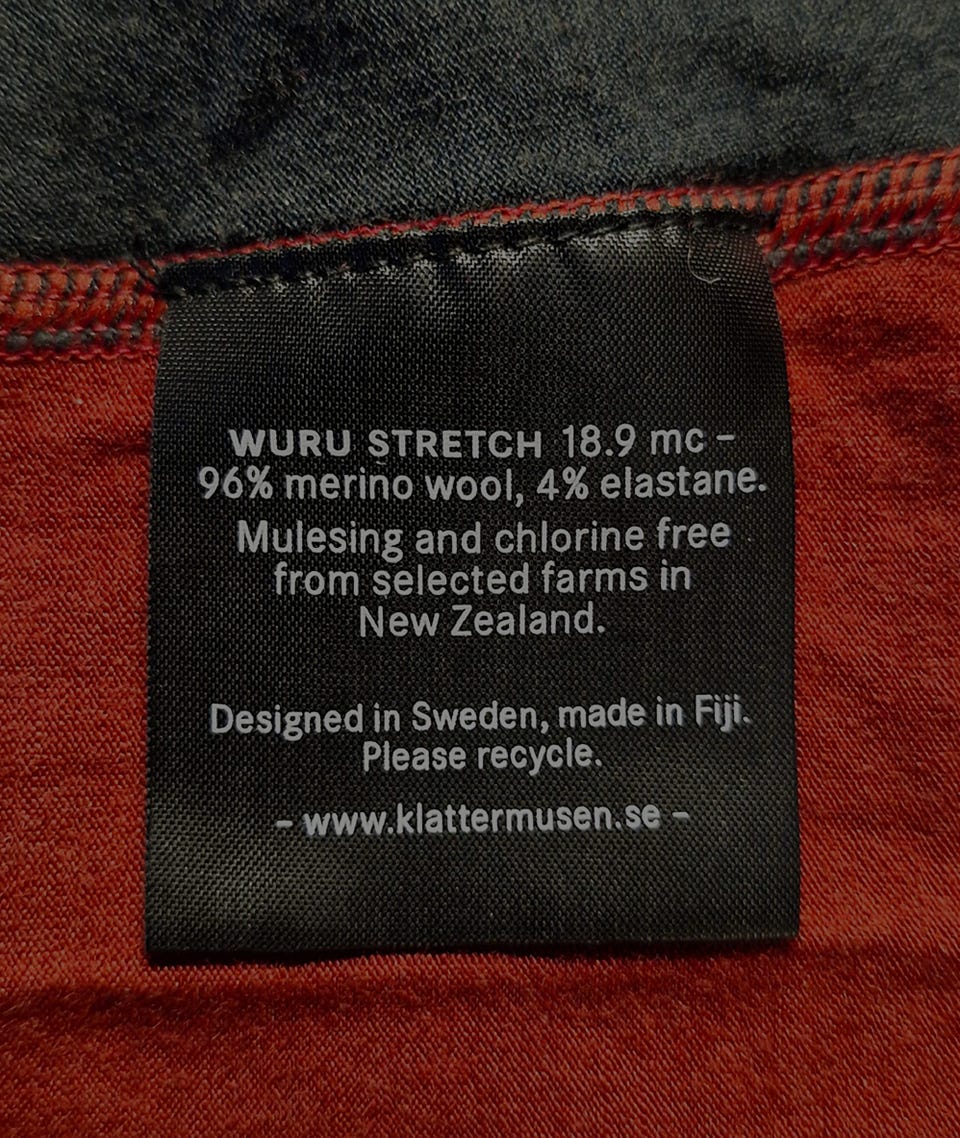 WURU STRETCH 18.9 mc –
96% merino wool, 4% elastane.
Mulesing and chlorine free
from selected farms in
New Zealand.
Designed in Sweden, made in Fiji.
Please recycle.
– www.klattermusen.se –